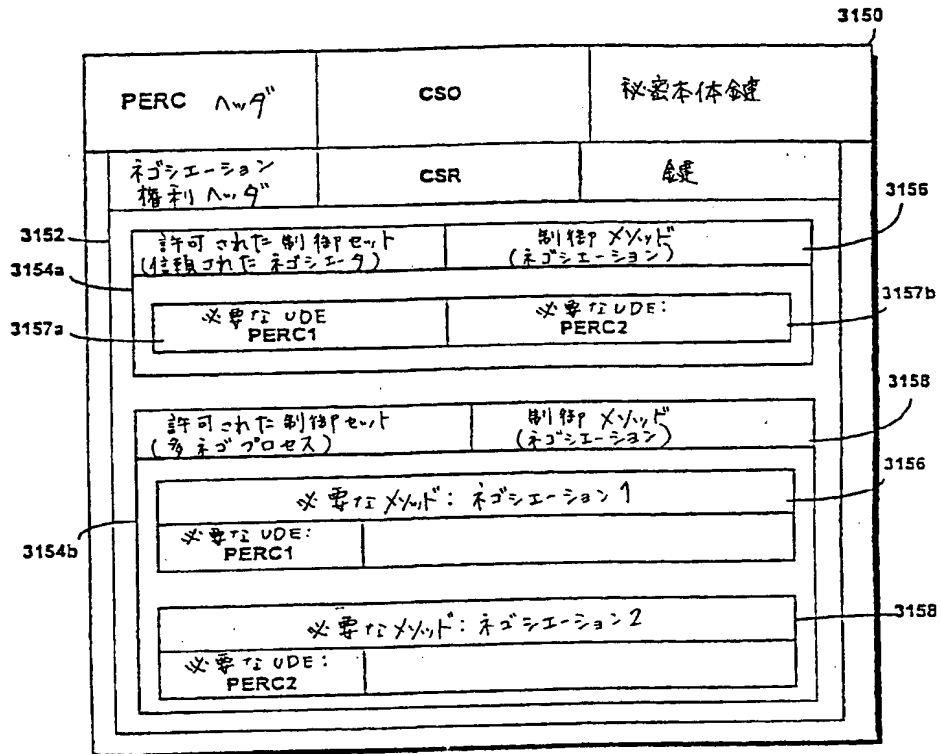 3150
PERC ヘッダ
CSO
秘密本体鍵
ネゴシエーション
権利ヘッダ
CSR
鍵
3156
3152
許可された制御セット
(信頼されたネゴシエータ)
制御メソッド
(ネゴシエーション)
3154a
3157b
必要なUDE
PERC1
必要なUDE:
PERC2
3157a
3158
許可された制御セット
(多ネゴプロセス)
制御メソッド
(ネゴシエーション)
3156
必要なメソッド: ネゴシエーション1
必要なUDE:
PERC1
3154b
必要なメソッド: ネゴシエーション2
3158
必要なUDE:
PERC2